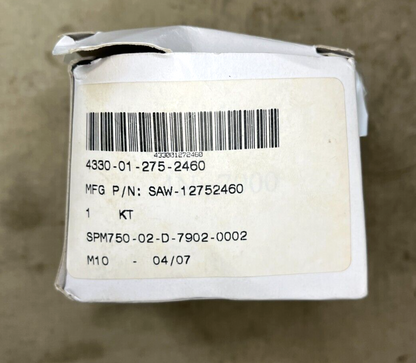 4330-01-275-2460
MFG P/N: SAW-12752460
1 KT
SPM750-02-D-7902-0002
M10 - 04/07